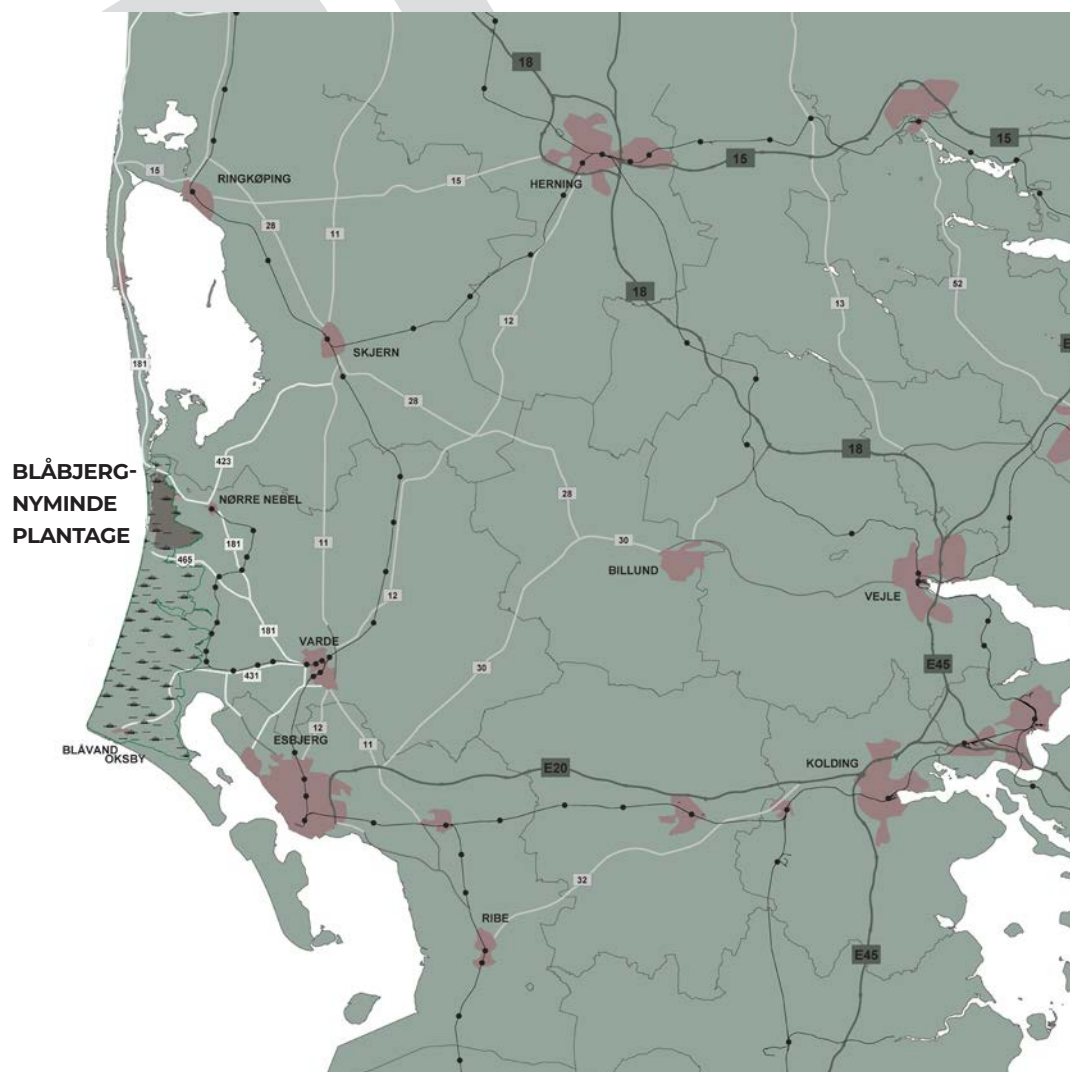 18
15
15
15
RINGKØPING
15
HERNING
28
11
18
52
13
12
181
SKJERN
28
BLÅBJERG-
NYMINDE
PLANTAGE
423
18
NØRRE NEBEL
28
181
11
30
465
BILLUND
VEJLE
12
181
VARDE
30
E45
431
12
11
ESBJERG
BLÅVAND
OKSBY
E20
KOLDING
32
RIBE
E45